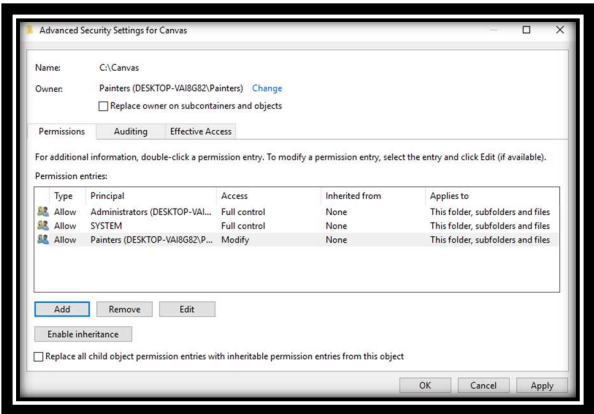 Advanced Security Settings for Canvas
Name: C:\Canvas
Owner: Painters (DESKTOP-VAI8G82\Painters) Change
Replace owner on subcontainers and objects
Permissions Auditing Effective Access
For additional information, double-click a permission entry. To modify a permission entry, select the entry and click Edit (if available).
Permission entries:
Type Principal Access Inherited from Applies to
Allow Administrators (DESKTOP-VAI... Full control None This folder, subfolders and files
Allow SYSTEM Full control None This folder, subfolders and files
Allow Painters (DESKTOP-VAI8G82\P... Modify None This folder, subfolders and files
Add Remove Edit
Enable inheritance
Replace all child object permission entries with inheritable permission entries from this object
OK Cancel Apply